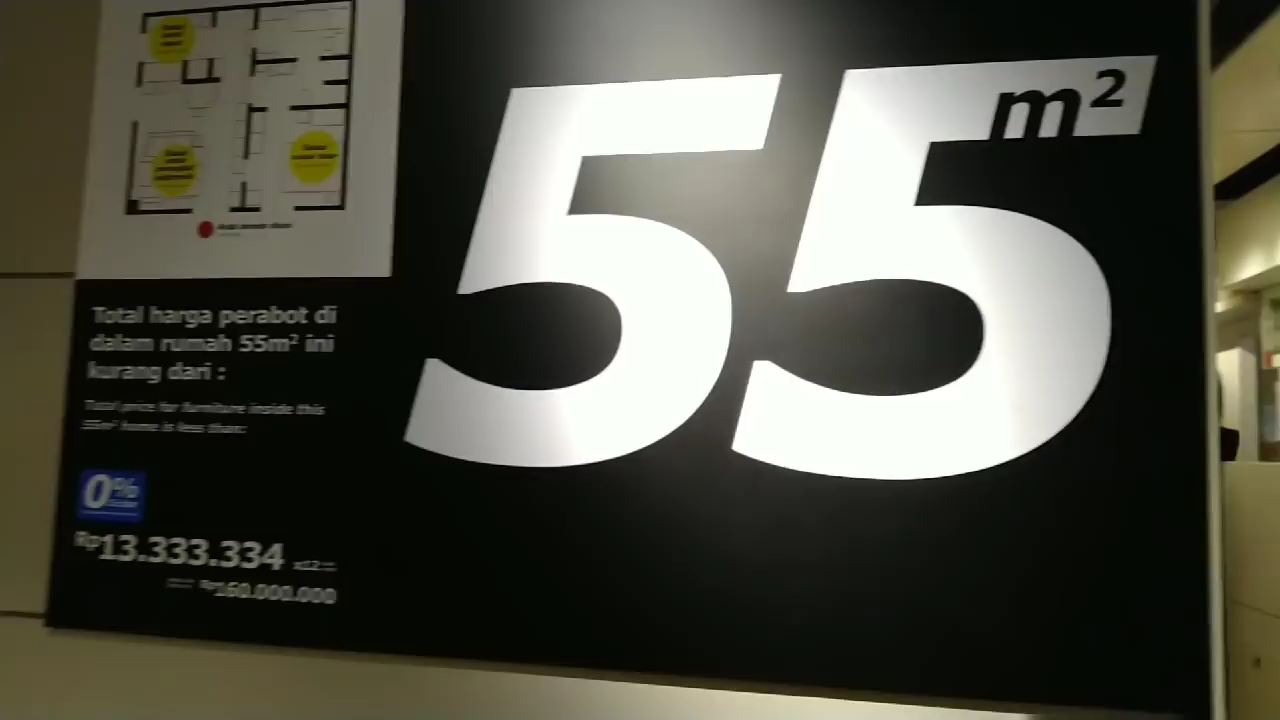 55 m²
Total harga perabot di
dalam rumah 55m² ini
kurang dari :
Total price for furniture inside this
55m² home is less than:
0%
Rp13.333.334 x12
Rp160.000.000